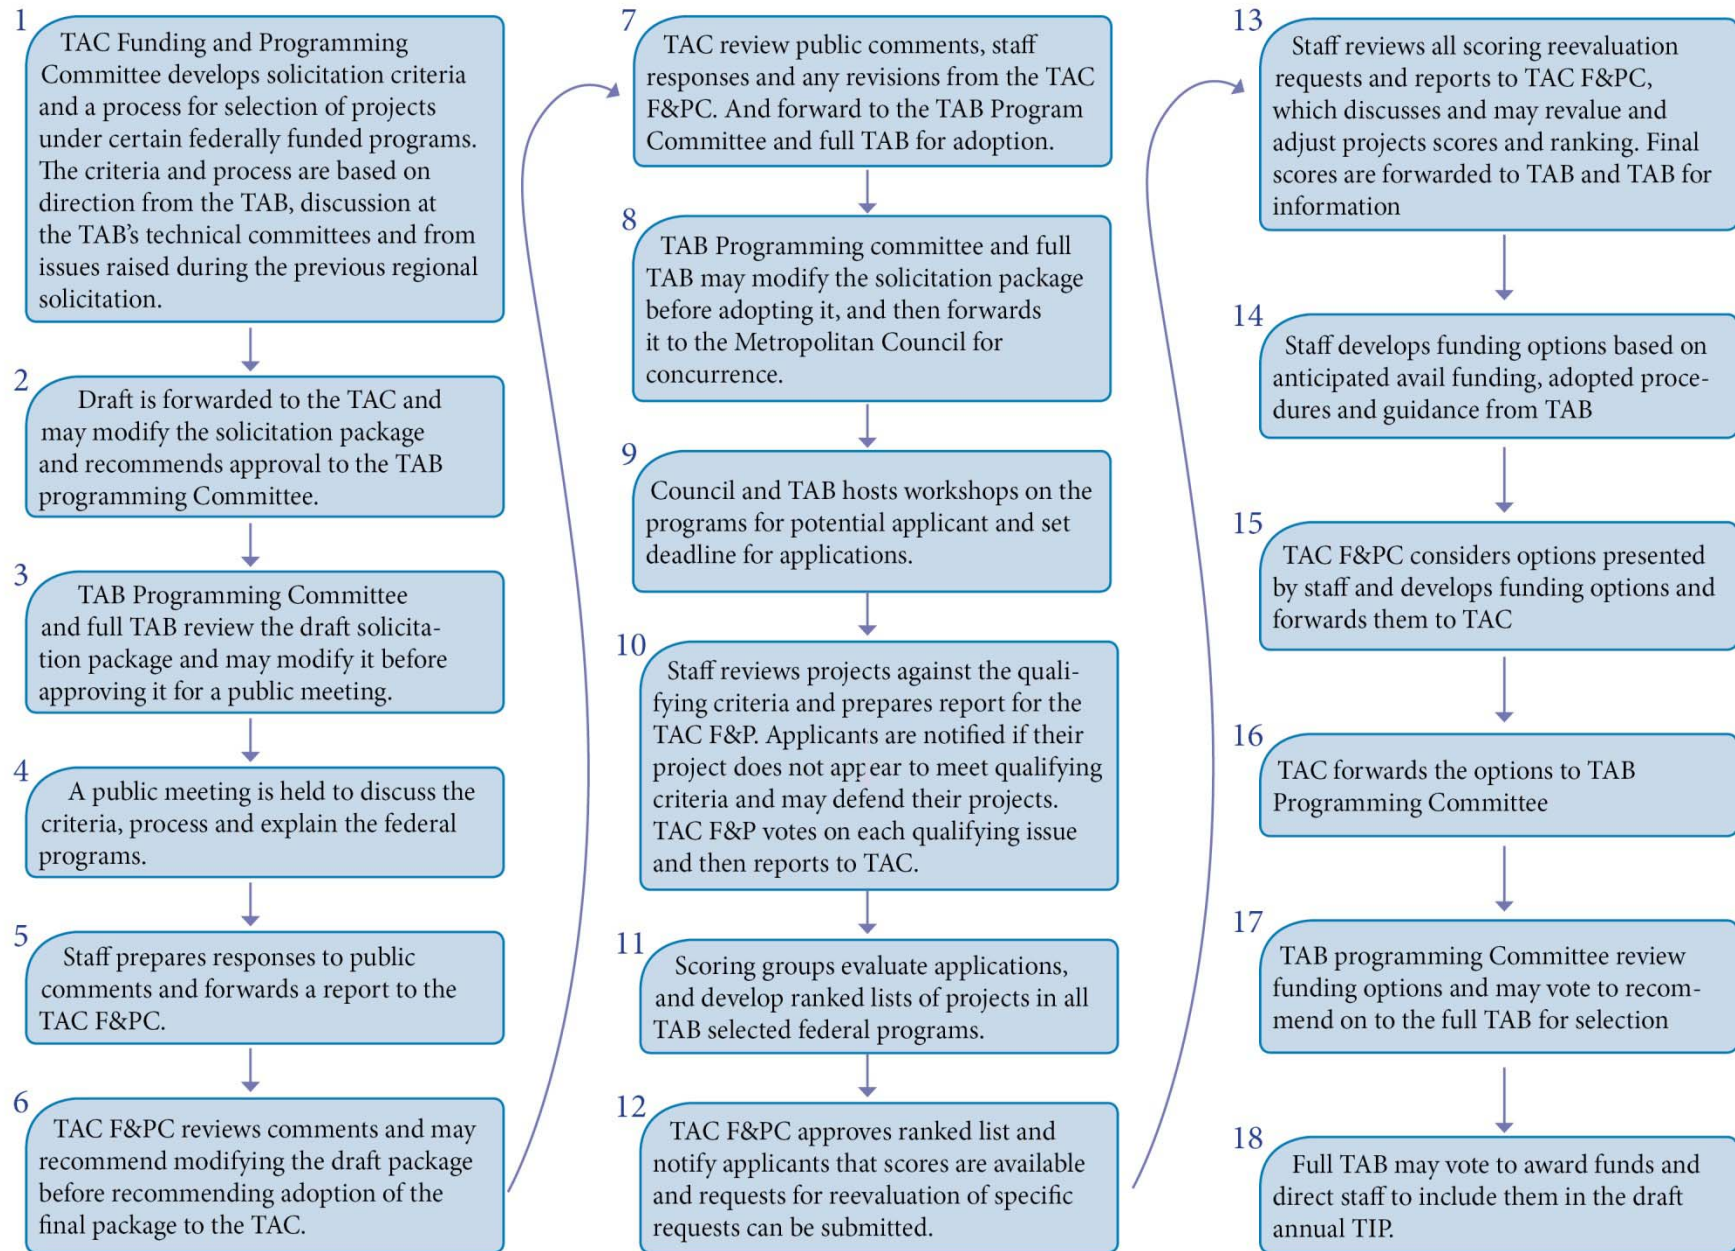 1
TAC Funding and Programming
Committee develops solicitation criteria
and a process for selection of projects
under certain federally funded programs.
The criteria and process are based on
direction from the TAB, discussion at
the TAB's technical committees and from
issues raised during the previous regional
solicitation.
2
Draft is forwarded to the TAC and
may modify the solicitation package
and recommends approval to the TAB
programming Committee.
3
TAB Programming Committee
and full TAB review the draft solicita-
tion package and may modify it before
approving it for a public meeting.
4
A public meeting is held to discuss the
criteria, process and explain the federal
programs.
5
Staff prepares responses to public
comments and forwards a report to the
TAC F&PC.
6
TAC F&PC reviews comments and may
recommend modifying the draft package
before recommending adoption of the
final package to the TAC.
7
TAC review public comments, staff
responses and any revisions from the TAC
F&PC. And forward to the TAB Program
Committee and full TAB for adoption.
8
TAB Programming committee and full
TAB may modify the solicitation package
before adopting it, and then forwards
it to the Metropolitan Council for
concurrence.
9
Council and TAB hosts workshops on the
programs for potential applicant and set
deadline for applications.
10
Staff reviews projects against the quali-
fying criteria and prepares report for the
TAC F&P. Applicants are notified if their
project does not appear to meet qualifying
criteria and may defend their projects.
TAC F&P votes on each qualifying issue
and then reports to TAC.
11
Scoring groups evaluate applications,
and develop ranked lists of projects in all
TAB selected federal programs.
12
TAC F&PC approves ranked list and
notify applicants that scores are available
and requests for reevaluation of specific
requests can be submitted.
13
Staff reviews all scoring reevaluation
requests and reports to TAC F&PC,
which discusses and may revalue and
adjust projects scores and ranking. Final
scores are forwarded to TAB and TAB for
information
14
Staff develops funding options based on
anticipated avail funding, adopted proce-
dures and guidance from TAB
15
TAC F&PC considers options presented
by staff and develops funding options and
forwards them to TAC
16
TAC forwards the options to TAB
Programming Committee
17
TAB programming Committee review
funding options and may vote to recom-
mend on to the full TAB for selection
18
Full TAB may vote to award funds and
direct staff to include them in the draft
annual TIP.